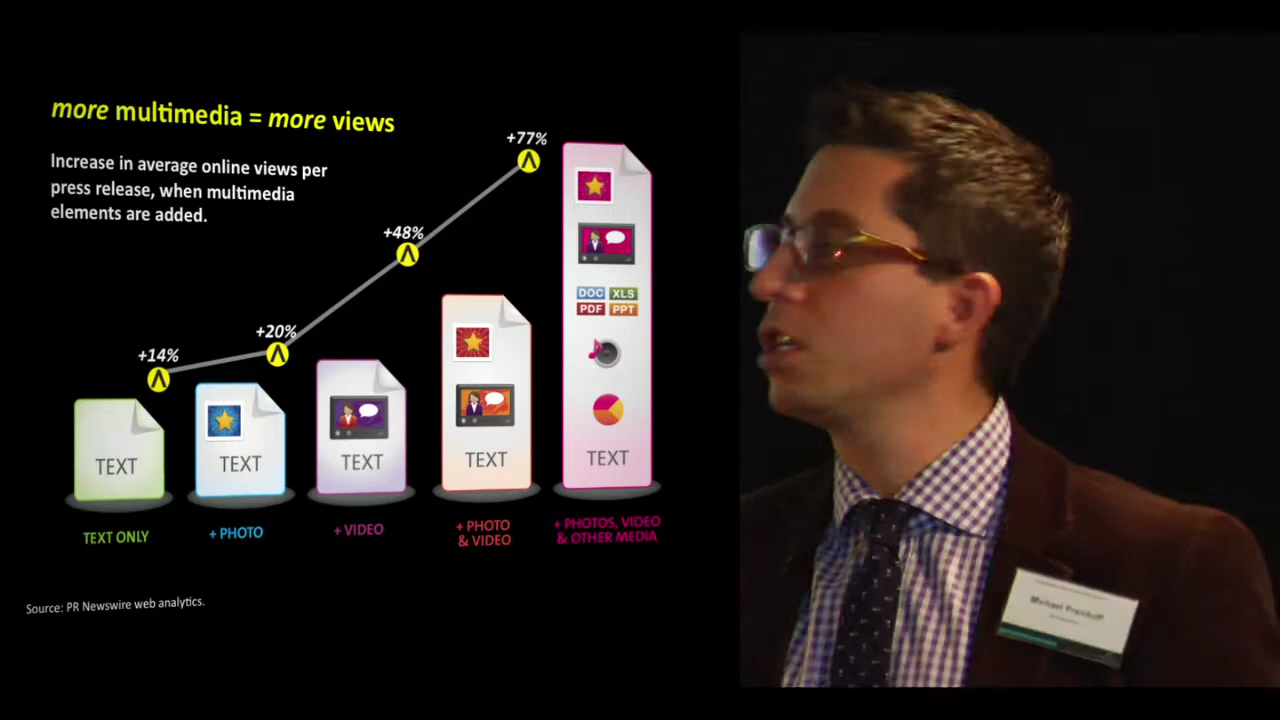 more multimedia = more views
Increase in average online views per
press release, when multimedia
elements are added.
+14%
+20%
+48%
+77%
TEXT
TEXT
TEXT
TEXT
DOC XLS
PDF PPT
TEXT
TEXT ONLY
+ PHOTO
+ VIDEO
+ PHOTO
& VIDEO
+ PHOTOS, VIDEO
& OTHER MEDIA
Source: PR Newswire web analytics.
Michael Pranikoff